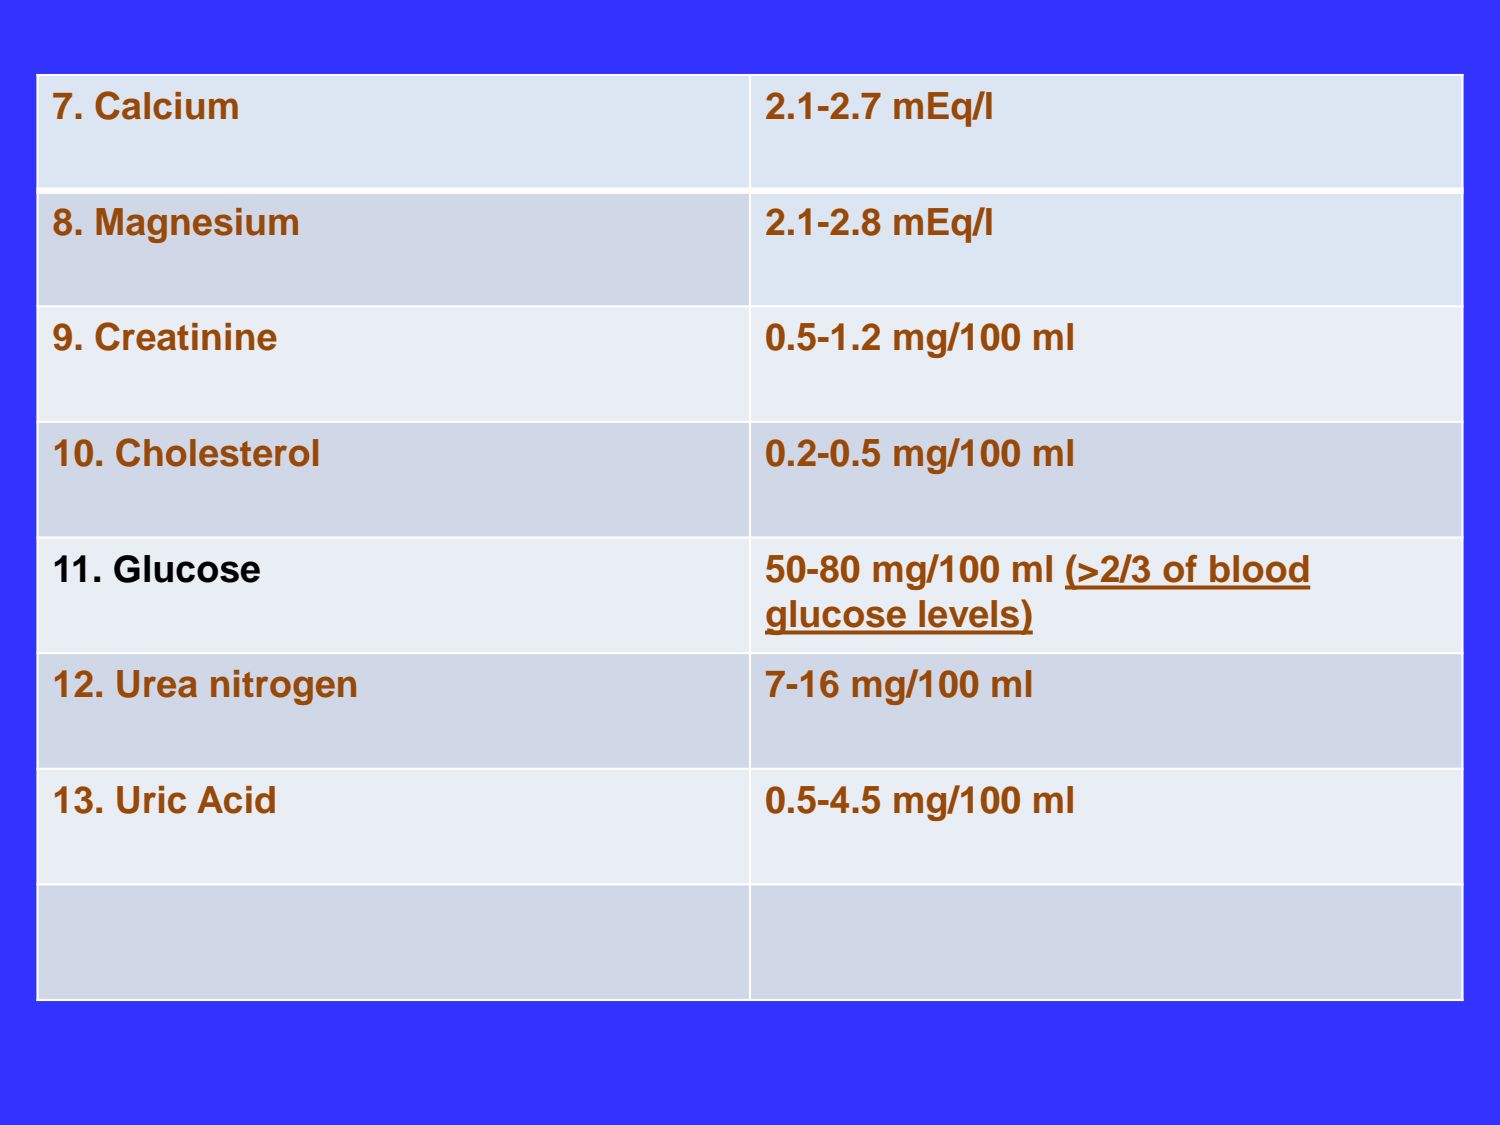 7. Calcium
2.1-2.7 mEq/l
8. Magnesium
2.1-2.8 mEq/l
9. Creatinine
0.5-1.2 mg/100 ml
10. Cholesterol
0.2-0.5 mg/100 ml
11. Glucose
50-80 mg/100 ml (>2/3 of blood
glucose levels)
12. Urea nitrogen
7-16 mg/100 ml
13. Uric Acid
0.5-4.5 mg/100 ml